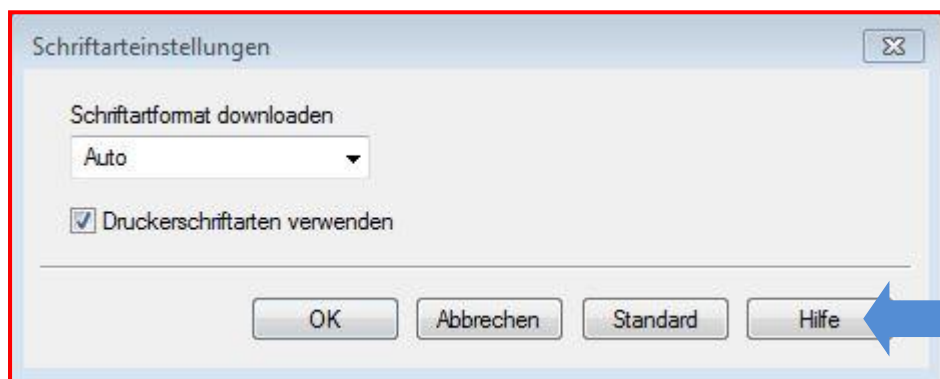 Schriftarteinstellungen
Schriftartformat downloaden
Auto
Druckerschriftarten verwenden
OK Abbrechen Standard Hilfe